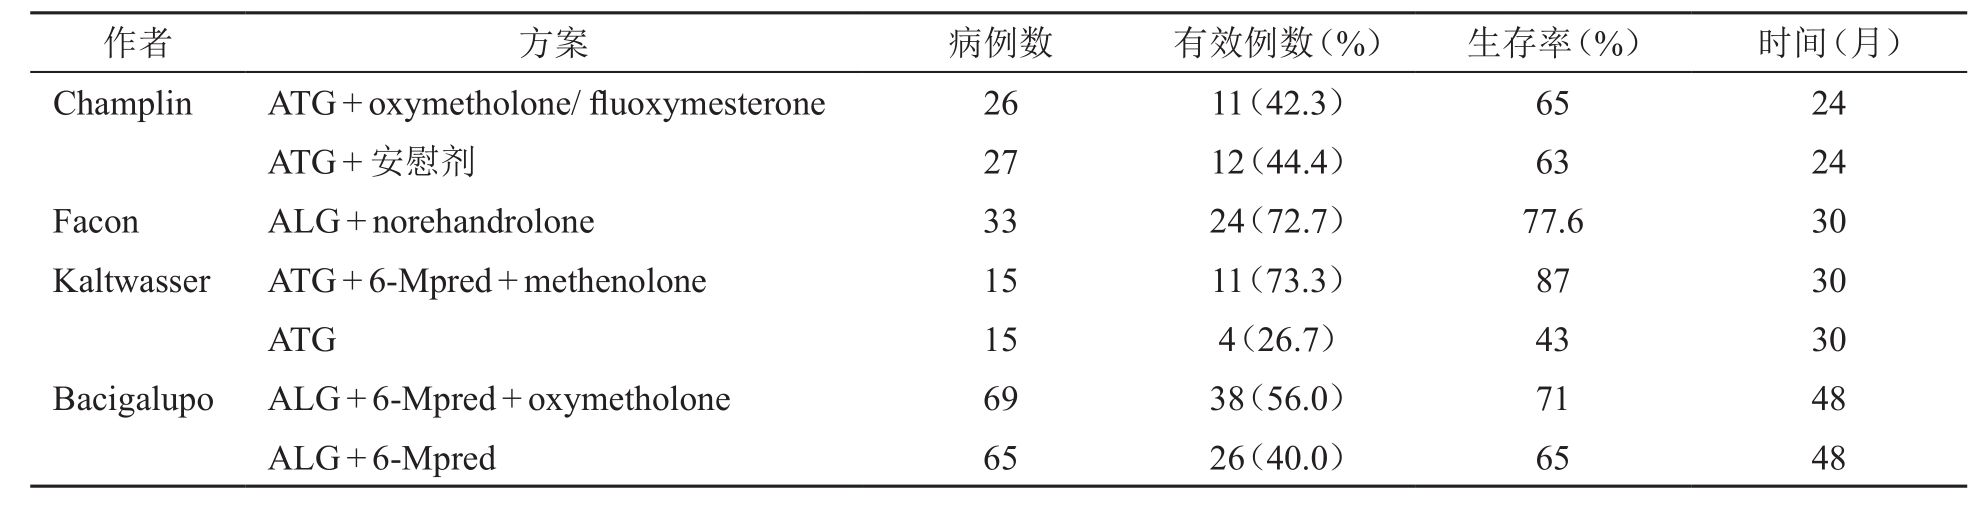 作者 方案 病例数 有效例数(%) 生存率(%) 时间(月)
Champlin ATG+oxymetholone/ fluoxymesterone 26 11(42.3) 65 24
ATG+安慰剂 27 12(44.4) 63 24
Facon ALG+norehandrolone 33 24(72.7) 77.6 30
Kaltwasser ATG+6-Mpred+methenolone 15 11(73.3) 87 30
ATG 15 4(26.7) 43 30
Bacigalupo ALG+6-Mpred+oxymetholone 69 38(56.0) 71 48
ALG+6-Mpred 65 26(40.0) 65 48